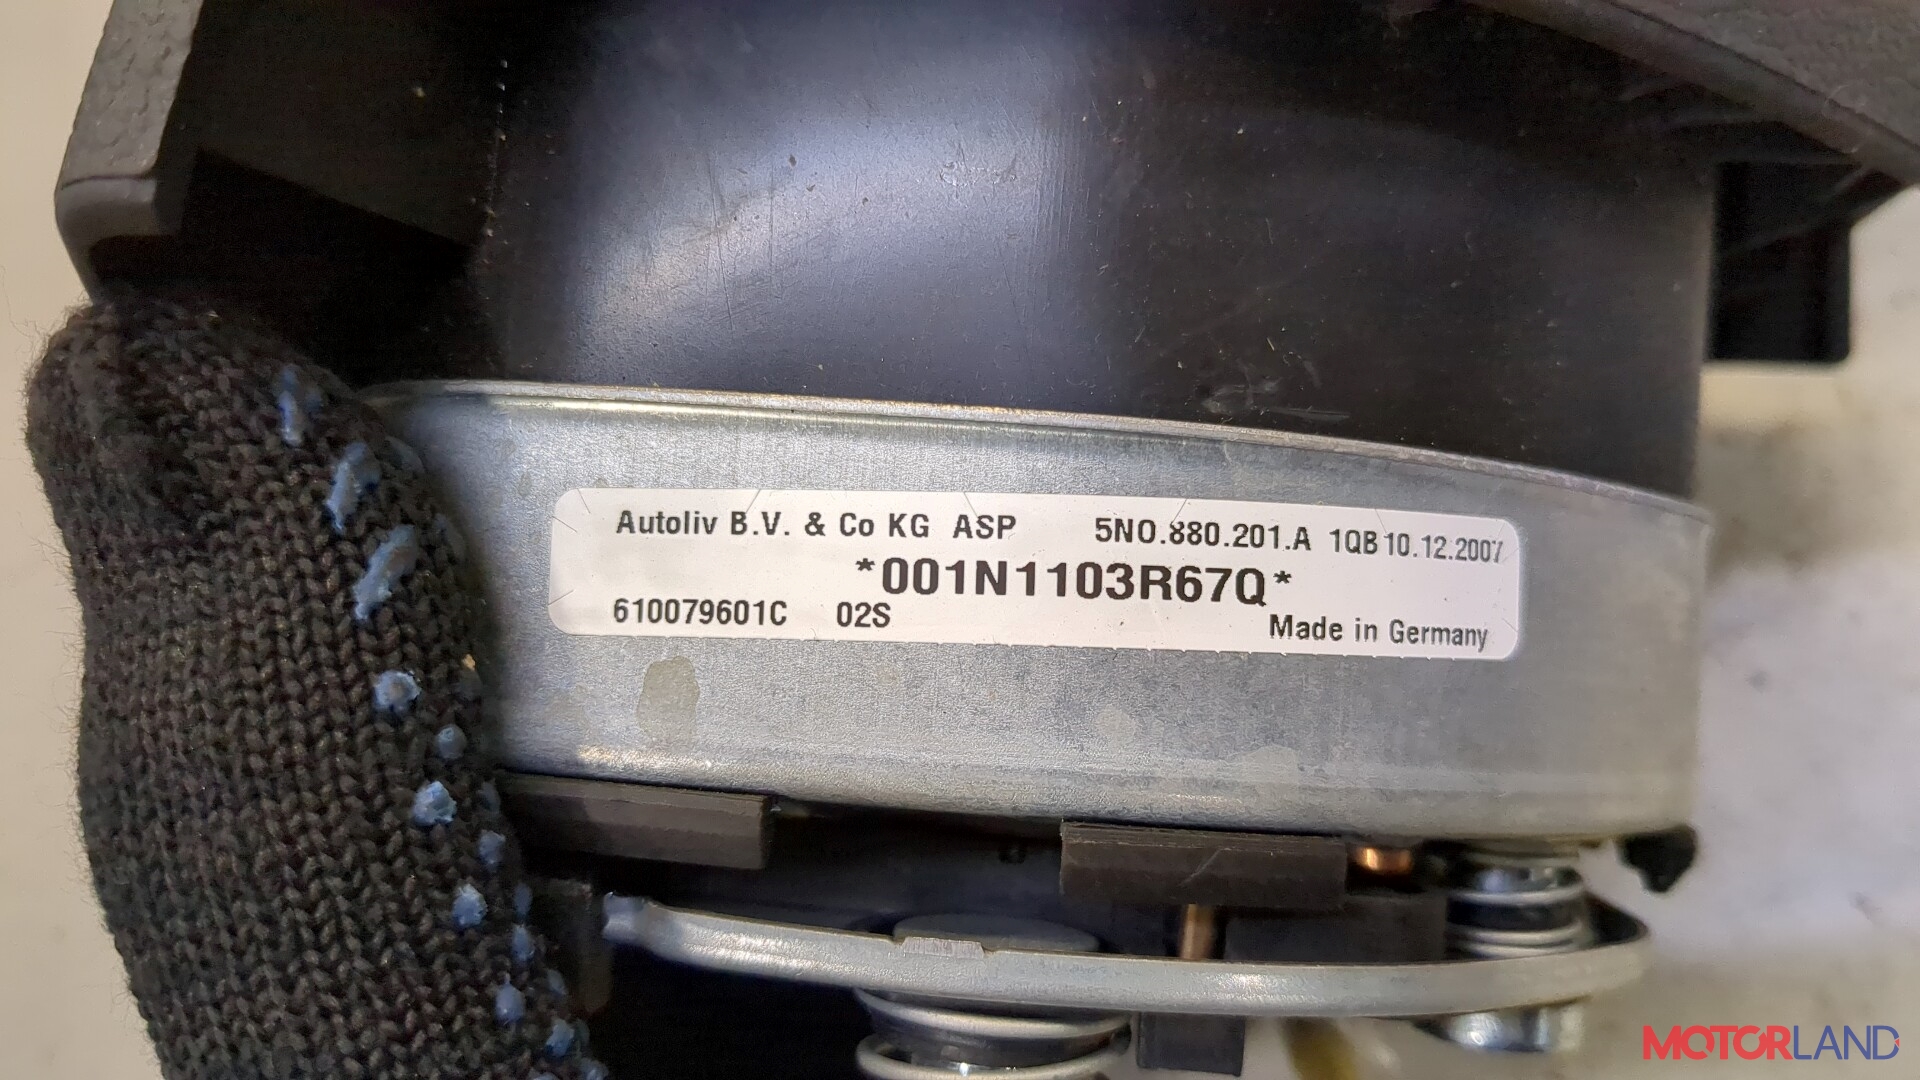 Autoliv B.V. & Co KG ASP 5N0.880.201.A 1QB 10.12.2007
*001N1103R67Q*
610079601C 02S
Made in Germany
MOTORLAND